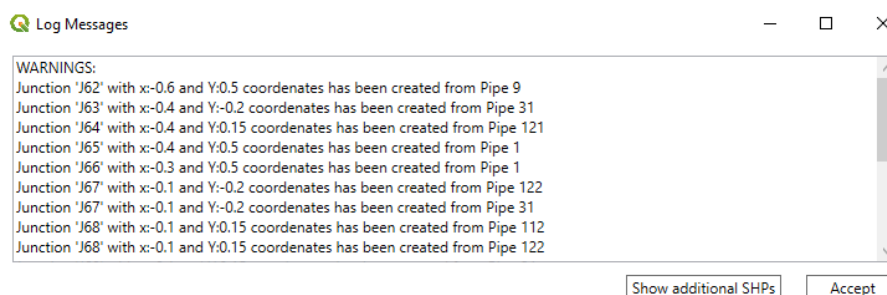 Log Messages
WARNINGS:
Junction 'J62' with x:-0.6 and Y:0.5 coordenates has been created from Pipe 9
Junction 'J63' with x:-0.4 and Y:-0.2 coordenates has been created from Pipe 31
Junction 'J64' with x:-0.4 and Y:0.15 coordenates has been created from Pipe 121
Junction 'J65' with x:-0.4 and Y:0.5 coordenates has been created from Pipe 1
Junction 'J66' with x:-0.3 and Y:0.5 coordenates has been created from Pipe 1
Junction 'J67' with x:-0.1 and Y:-0.2 coordenates has been created from Pipe 122
Junction 'J67' with x:-0.1 and Y:-0.2 coordenates has been created from Pipe 31
Junction 'J68' with x:-0.1 and Y:0.15 coordenates has been created from Pipe 112
Junction 'J68' with x:-0.1 and Y:0.15 coordenates has been created from Pipe 122
Show additional SHPs Accept